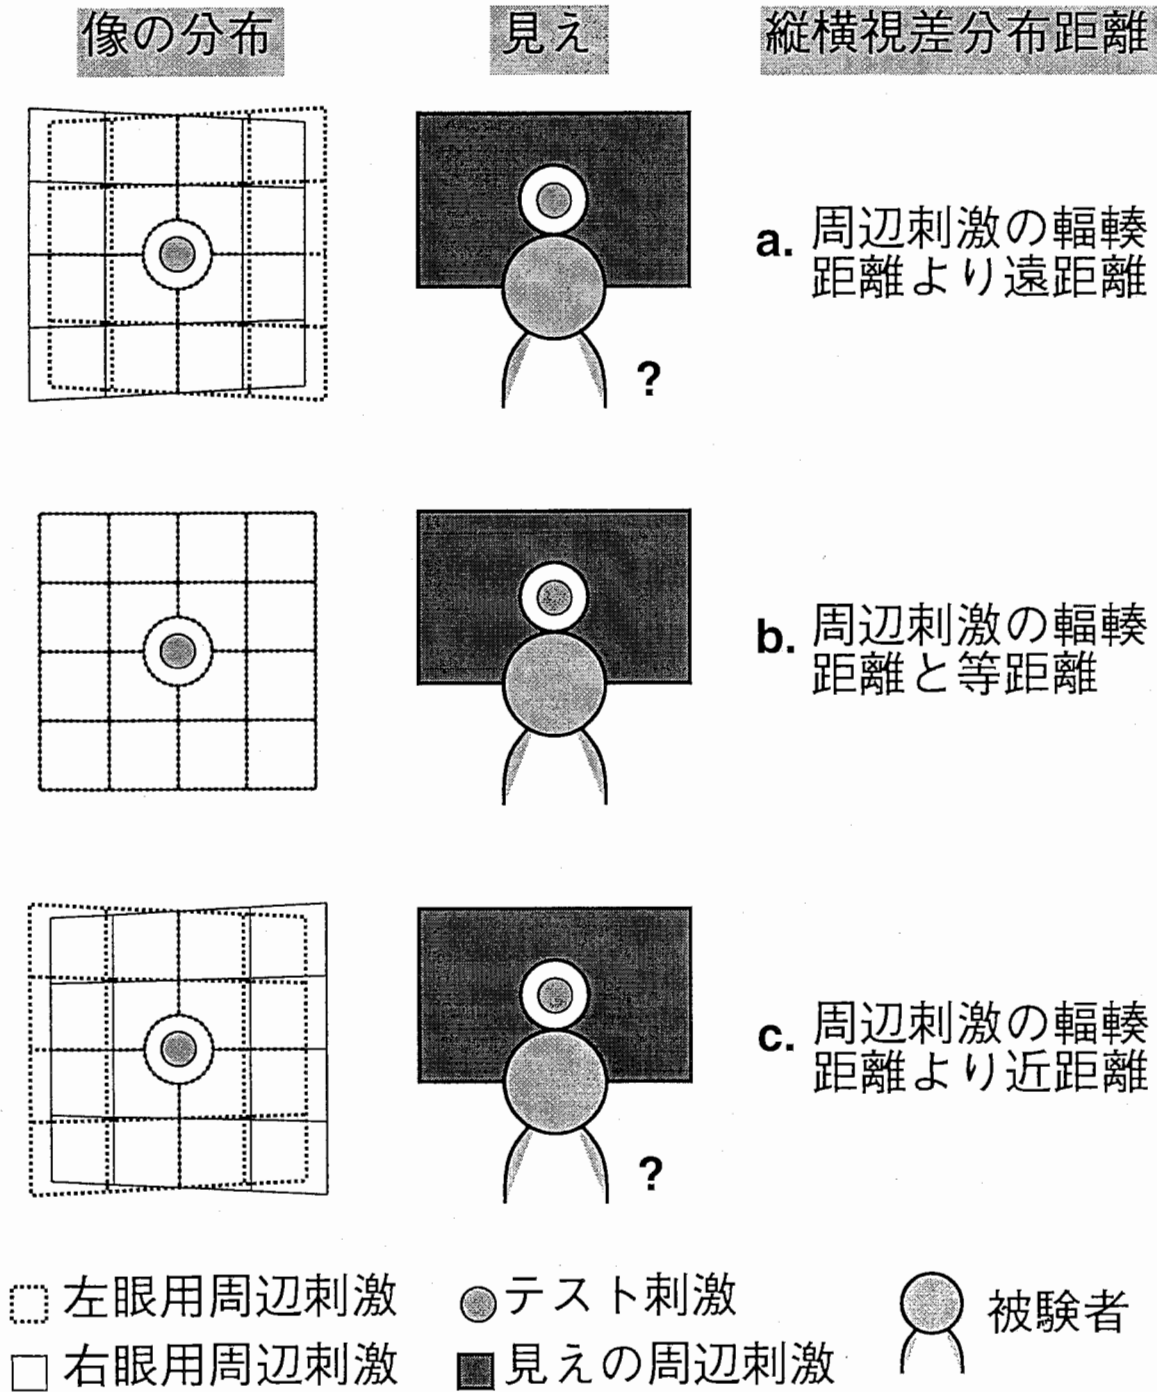 像の分布
見え
縦横視差分布距離
a. 周辺刺激の輻輳
距離より遠距離
?
b. 周辺刺激の輻輳
距離と等距離
c. 周辺刺激の輻輳
距離より近距離
?
左眼用周辺刺激
テスト刺激
被験者
右眼用周辺刺激
見えの周辺刺激